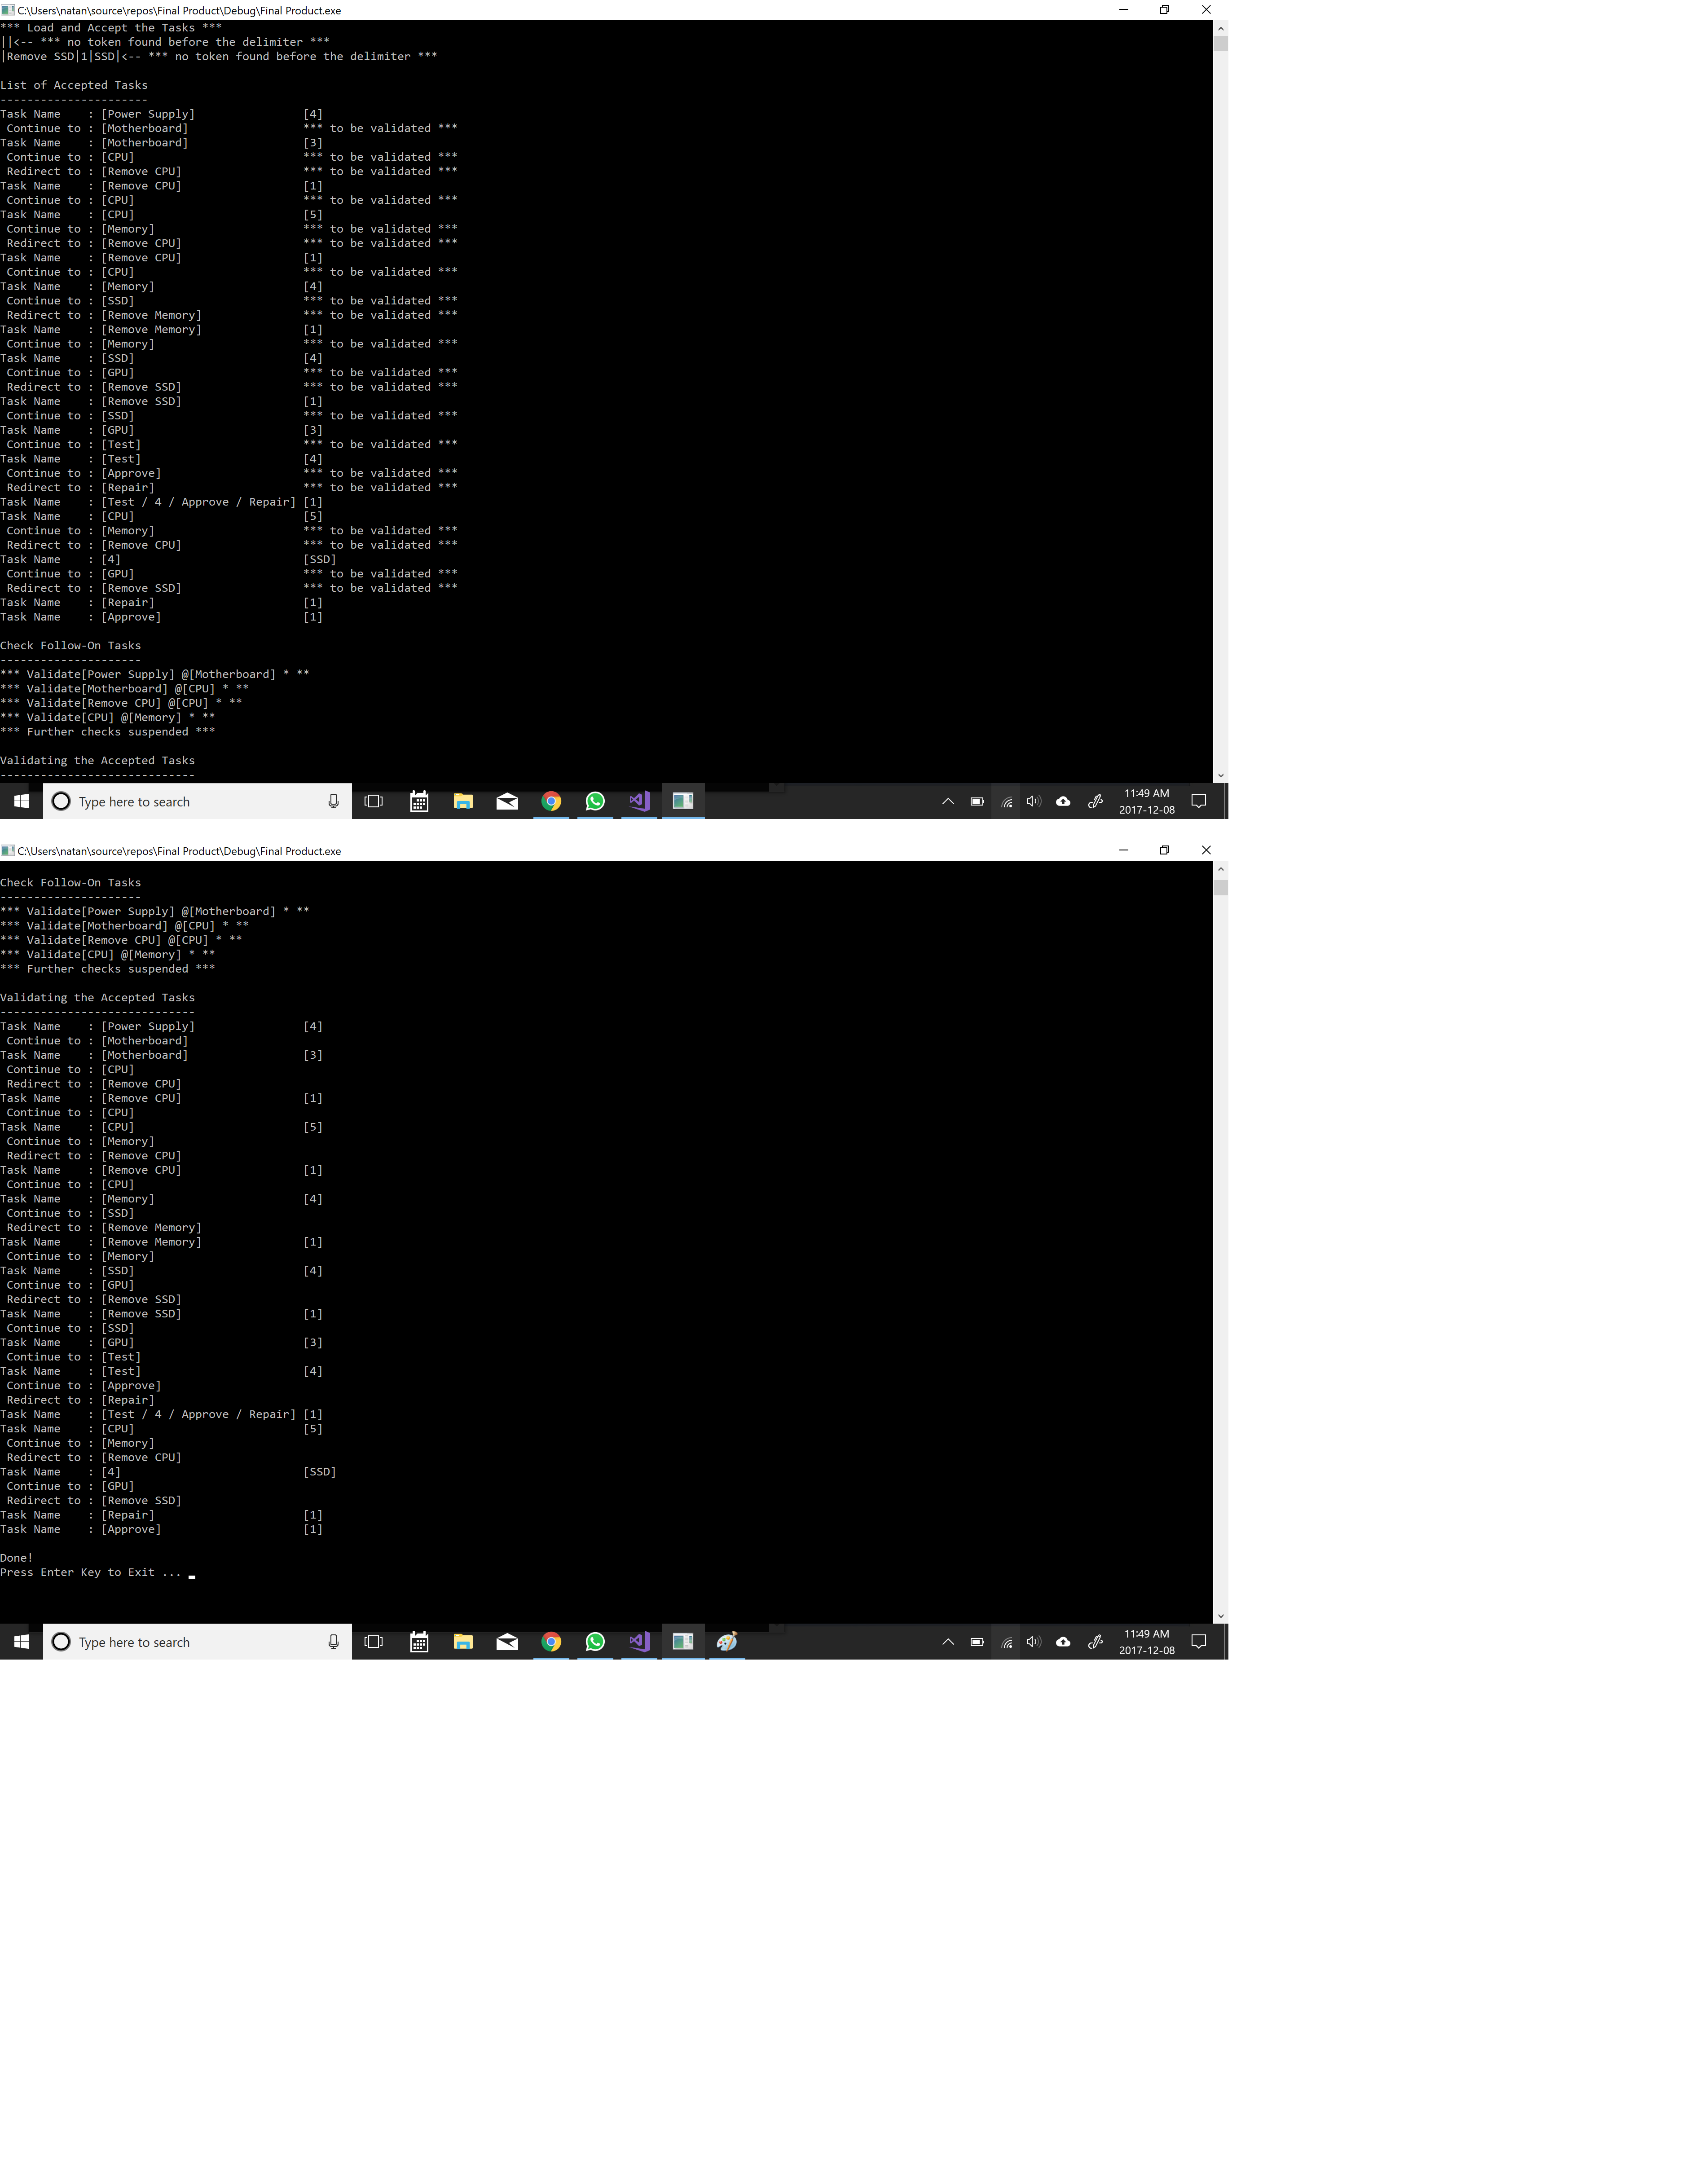 C:\Users\natan\source\repos\Final Product\Debug\Final Product.exe
*** Load and Accept the Tasks ***
||<-- *** no token found before the delimiter ***
|Remove SSD|1|SSD|<-- *** no token found before the delimiter ***
List of Accepted Tasks
----------------------
Task Name    : [Power Supply]                [4]
 Continue to : [Motherboard]                 *** to be validated ***
Task Name    : [Motherboard]                 [3]
 Continue to : [CPU]                         *** to be validated ***
 Redirect to : [Remove CPU]                  *** to be validated ***
Task Name    : [Remove CPU]                  [1]
 Continue to : [CPU]                         *** to be validated ***
Task Name    : [CPU]                         [5]
 Continue to : [Memory]                      *** to be validated ***
 Redirect to : [Remove CPU]                  *** to be validated ***
Task Name    : [Remove CPU]                  [1]
 Continue to : [CPU]                         *** to be validated ***
Task Name    : [Memory]                      [4]
 Continue to : [SSD]                         *** to be validated ***
 Redirect to : [Remove Memory]               *** to be validated ***
Task Name    : [Remove Memory]               [1]
 Continue to : [Memory]                      *** to be validated ***
Task Name    : [SSD]                         [4]
 Continue to : [GPU]                         *** to be validated ***
 Redirect to : [Remove SSD]                  *** to be validated ***
Task Name    : [Remove SSD]                  [1]
 Continue to : [SSD]                         *** to be validated ***
Task Name    : [GPU]                         [3]
 Continue to : [Test]                        *** to be validated ***
Task Name    : [Test]                        [4]
 Continue to : [Approve]                     *** to be validated ***
 Redirect to : [Repair]                      *** to be validated ***
Task Name    : [Test / 4 / Approve / Repair] [1]
Task Name    : [CPU]                         [5]
 Continue to : [Memory]                      *** to be validated ***
 Redirect to : [Remove CPU]                  *** to be validated ***
Task Name    : [4]                           [SSD]
 Continue to : [GPU]                         *** to be validated ***
 Redirect to : [Remove SSD]                  *** to be validated ***
Task Name    : [Repair]                      [1]
Task Name    : [Approve]                     [1]
Check Follow-On Tasks
---------------------
*** Validate[Power Supply] @[Motherboard] * **
*** Validate[Motherboard] @[CPU] * **
*** Validate[Remove CPU] @[CPU] * **
*** Validate[CPU] @[Memory] * **
*** Further checks suspended ***
Validating the Accepted Tasks
-----------------------------
Type here to search
11:49 AM
2017-12-08
C:\Users\natan\source\repos\Final Product\Debug\Final Product.exe
Check Follow-On Tasks
---------------------
*** Validate[Power Supply] @[Motherboard] * **
*** Validate[Motherboard] @[CPU] * **
*** Validate[Remove CPU] @[CPU] * **
*** Validate[CPU] @[Memory] * **
*** Further checks suspended ***
Validating the Accepted Tasks
-----------------------------
Task Name    : [Power Supply]                [4]
 Continue to : [Motherboard]
Task Name    : [Motherboard]                 [3]
 Continue to : [CPU]
 Redirect to : [Remove CPU]
Task Name    : [Remove CPU]                  [1]
 Continue to : [CPU]
Task Name    : [CPU]                         [5]
 Continue to : [Memory]
 Redirect to : [Remove CPU]
Task Name    : [Remove CPU]                  [1]
 Continue to : [CPU]
Task Name    : [Memory]                      [4]
 Continue to : [SSD]
 Redirect to : [Remove Memory]
Task Name    : [Remove Memory]               [1]
 Continue to : [Memory]
Task Name    : [SSD]                         [4]
 Continue to : [GPU]
 Redirect to : [Remove SSD]
Task Name    : [Remove SSD]                  [1]
 Continue to : [SSD]
Task Name    : [GPU]                         [3]
 Continue to : [Test]
Task Name    : [Test]                        [4]
 Continue to : [Approve]
 Redirect to : [Repair]
Task Name    : [Test / 4 / Approve / Repair] [1]
Task Name    : [CPU]                         [5]
 Continue to : [Memory]
 Redirect to : [Remove CPU]
Task Name    : [4]                           [SSD]
 Continue to : [GPU]
 Redirect to : [Remove SSD]
Task Name    : [Repair]                      [1]
Task Name    : [Approve]                     [1]
Done!
Press Enter Key to Exit ...
Type here to search
11:49 AM
2017-12-08